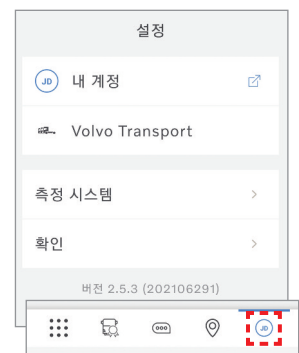 설정
JD 내 계정
Volvo Transport
측정 시스템
확인
버전 2.5.3 (202106291)
JD